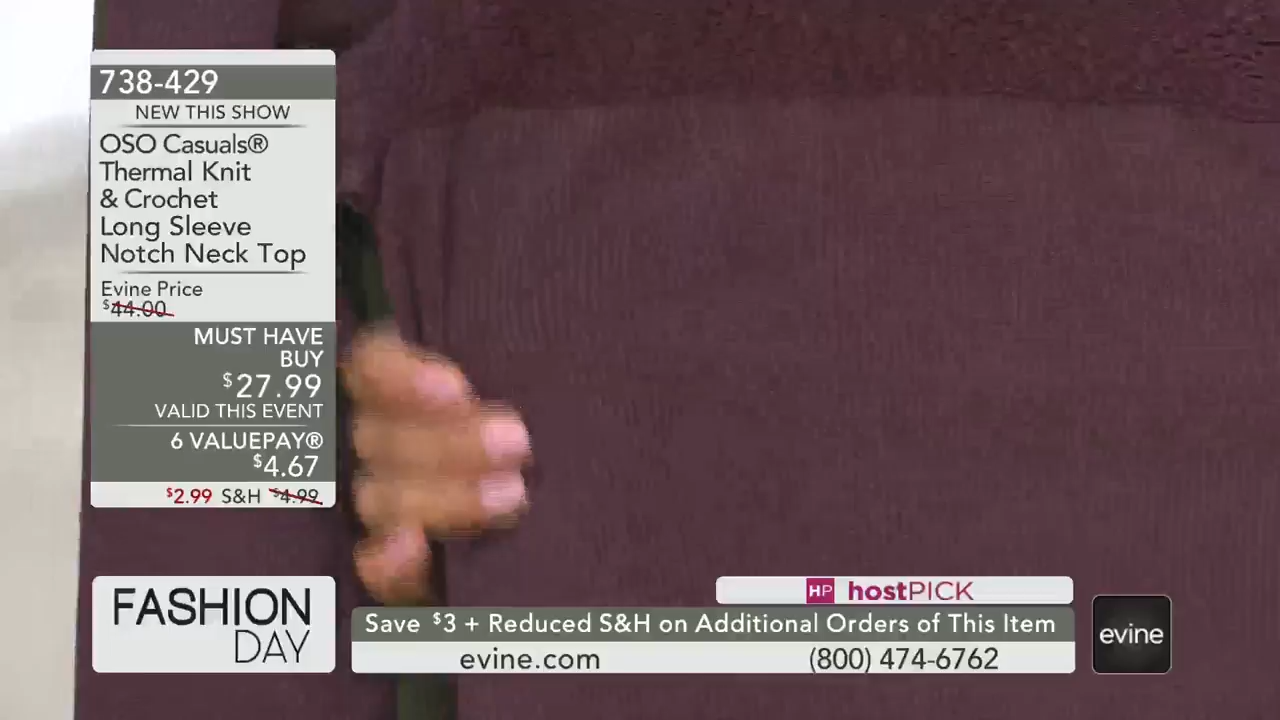 738-429
NEW THIS SHOW
OSO Casuals®
Thermal Knit
& Crochet
Long Sleeve
Notch Neck Top
Evine Price
$44.00
MUST HAVE
BUY
$27.99
VALID THIS EVENT
6 VALUEPAY®
$4.67
$2.99 S&H $4.99
FASHION
DAY
HP hostPICK
Save $3 + Reduced S&H on Additional Orders of This Item
evine.com (800) 474-6762
evine